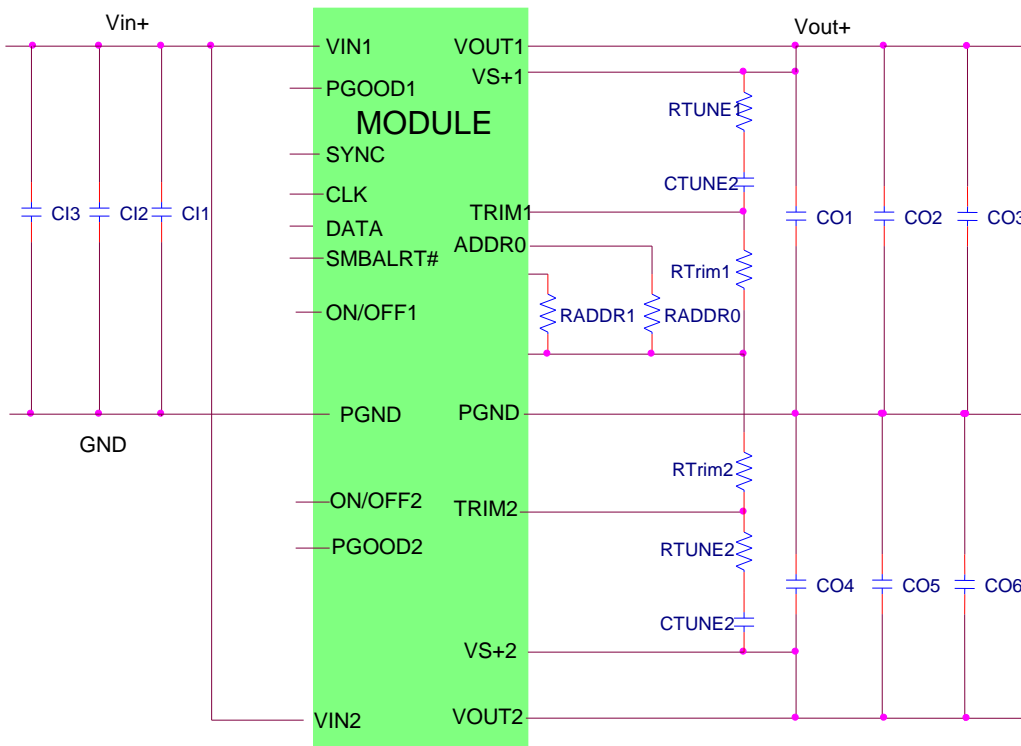 Vin+
Vout+
VIN1
VOUT1
VS+1
PGOOD1
RTUNE1
MODULE
SYNC
CTUNE2
CLK
CI3
CI2
CI1
TRIM1
CO1
CO2
CO3
DATA
ADDR0
SMBALRT#
RTrim1
ON/OFF1
RADDR1
RADDR0
PGND
PGND
GND
RTrim2
ON/OFF2
TRIM2
PGOOD2
RTUNE2
CO4
CO5
CO6
CTUNE2
VS+2
VIN2
VOUT2